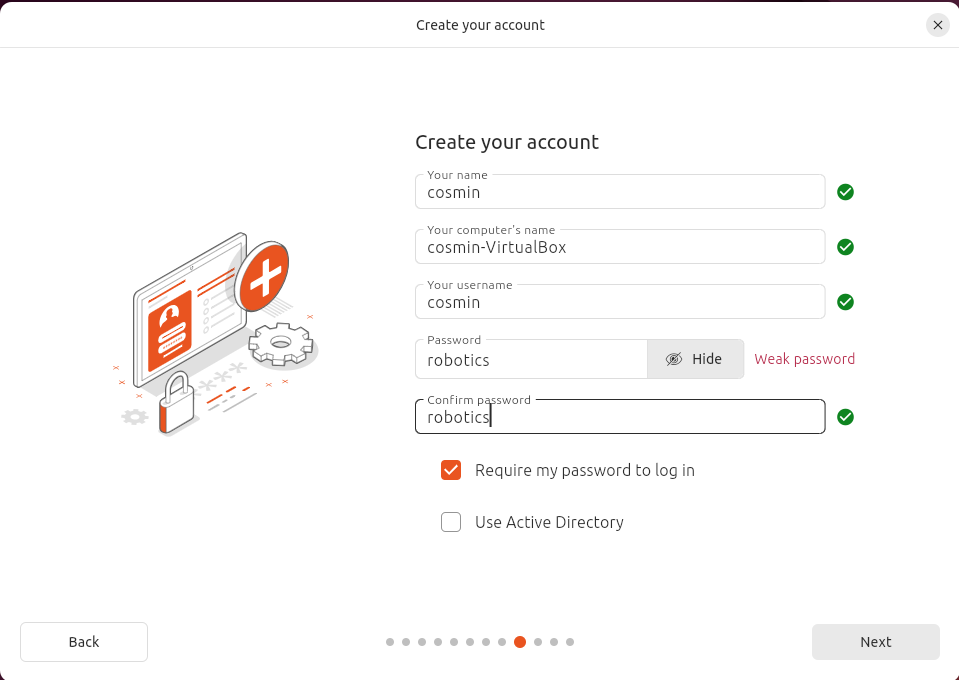 Create your account
Create your account
Your name
cosmin
Your computer's name
cosmin-VirtualBox
Your username
cosmin
Password
robotics
Hide
Weak password
Confirm password
robotics
Require my password to log in
Use Active Directory
Back
Next